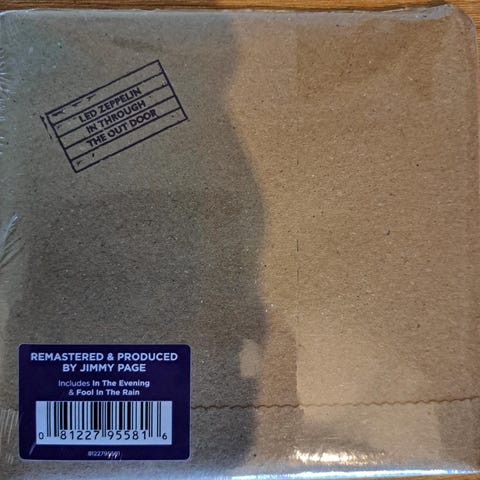 LED ZEPPELIN
IN THROUGH
THE OUT DOOR
REMASTERED & PRODUCED
BY JIMMY PAGE
Includes In The Evening
& Fool In The Rain
0 81227 95581 6
8122795581